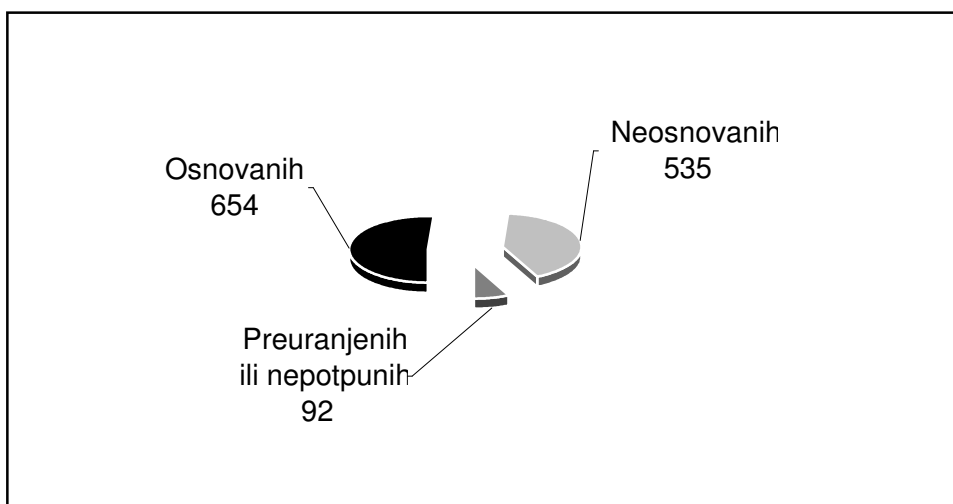 Neosnovanih
535
Osnovanih
654
Preuranjenih
ili nepotpunih
92